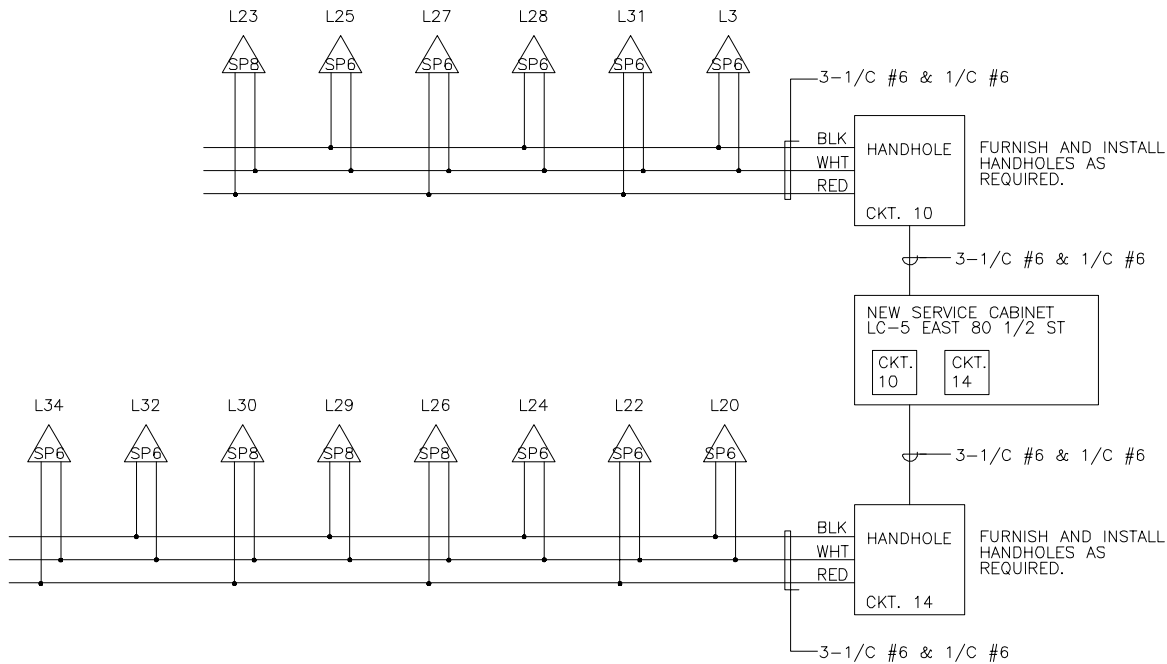 L23 L25 L27 L28 L31 L3
SP8 SP6 SP6 SP6 SP6 SP6
3-1/C #6 & 1/C #6
BLK
WHT
RED
HANDHOLE
CKT. 10
FURNISH AND INSTALL
HANDHOLES AS
REQUIRED.
3-1/C #6 & 1/C #6
NEW SERVICE CABINET
LC-5 EAST 80 1/2 ST
CKT.
10
CKT.
14
L34 L32 L30 L29 L26 L24 L22 L20
SP6 SP6 SP8 SP8 SP8 SP6 SP6 SP6
3-1/C #6 & 1/C #6
BLK
WHT
RED
HANDHOLE
CKT. 14
FURNISH AND INSTALL
HANDHOLES AS
REQUIRED.
3-1/C #6 & 1/C #6